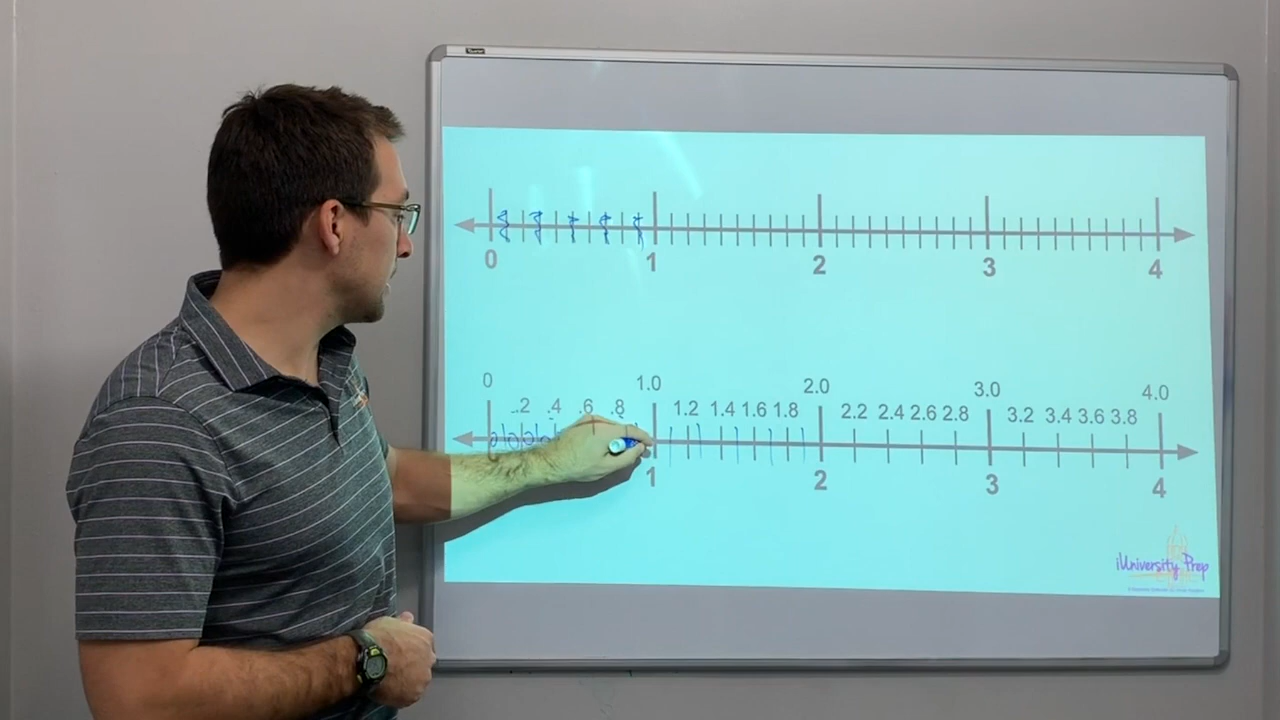 0 1 2 3 4
0 1.0 2.0 3.0 4.0
.2 .4 .6 .8 1.2 1.4 1.6 1.8 2.2 2.4 2.6 2.8 3.2 3.4 3.6 3.8
1 2 3 4
iUniversity Prep